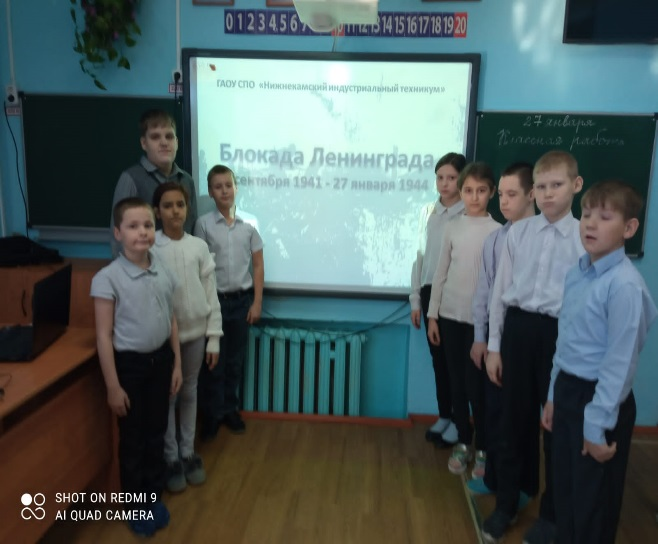 0 1 2 3 4 5 6 7 11 12 13 14 15 16 17 18 19 20
ГАОУ СПО «Нижнекамский индустриальный техникум»
Блокада Ленинграда
сентября 1941 - 27 января 1944
27 января
Классная работа
SHOT ON REDMI 9
AI QUAD CAMERA